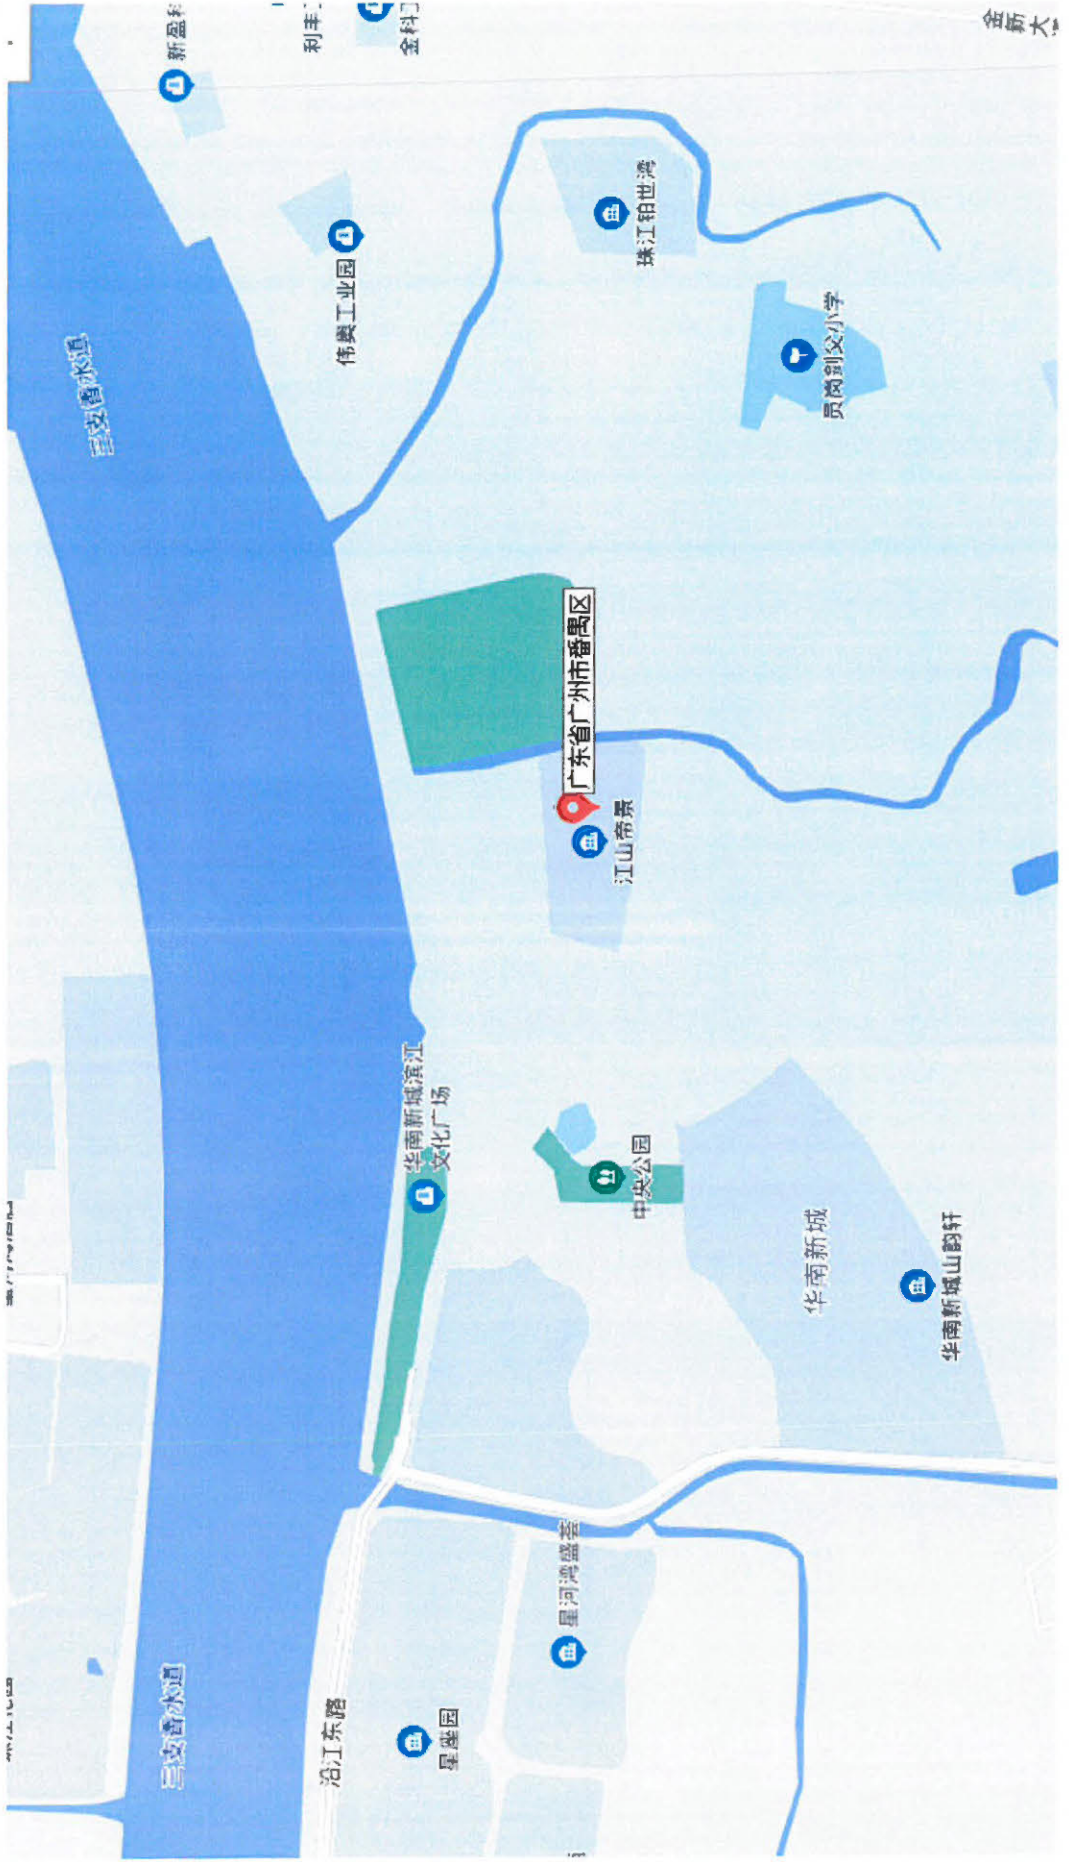 三支香水道
三支香水道
沿江东路
星座园
星河湾盛荟
华南新城滨江
文化广场
中央公园
华南新城
华南新城山韵轩
江山帝景
广东省广州市番禺区
伟奥工业园
珠江铂世湾
员岗剑父小学
新盈科
利丰
金科
金新大